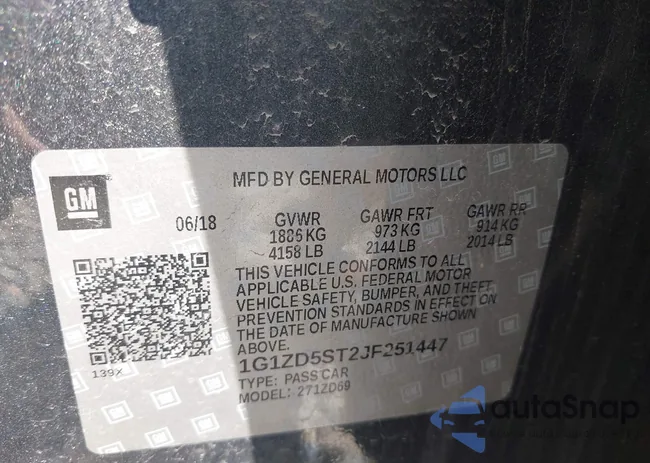 GM
MFD BY GENERAL MOTORS LLC
06/18
GVWR
1886 KG
4158 LB
GAWR FRT
973 KG
2144 LB
GAWR RR
914 KG
2014 LB
THIS VEHICLE CONFORMS TO ALL
APPLICABLE U.S. FEDERAL MOTOR
VEHICLE SAFETY, BUMPER, AND THEFT
PREVENTION STANDARDS IN EFFECT ON
THE DATE OF MANUFACTURE SHOWN
ABOVE.
1G1ZD5ST2JF251447
TYPE: PASS CAR
MODEL: 271ZD69
139X
autoSnap